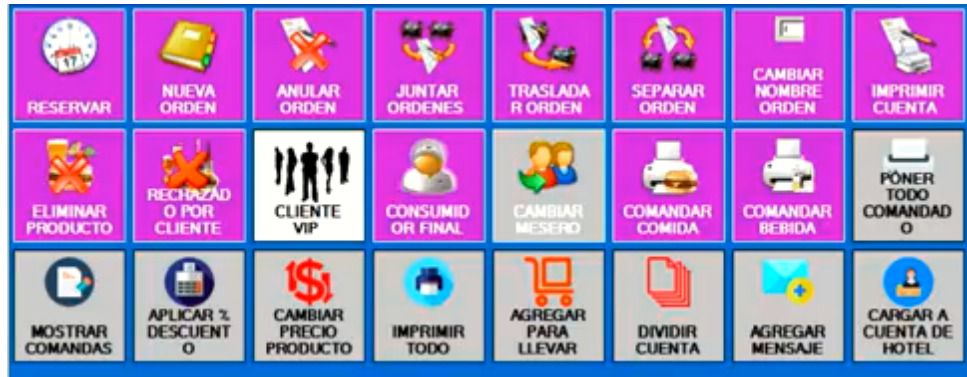 17
RESERVAR
NUEVA
ORDEN
ANULAR
ORDEN
JUNTAR
ORDENES
TRASLADA
R ORDEN
SEPARAR
ORDEN
CAMBIAR
NOMBRE
ORDEN
IMPRIMIR
CUENTA
ELIMINAR
PRODUCTO
RECHAZAD
O POR
CLIENTE
CLIENTE
VIP
CONSUMID
OR FINAL
CAMBIAR
MESERO
COMANDAR
COMIDA
COMANDAR
BEBIDA
PONER
TODO
COMANDAD
O
MOSTRAR
COMANDAS
APLICAR %
DESCUENT
O
$
CAMBIAR
PRECIO
PRODUCTO
IMPRIMIR
TODO
AGREGAR
PARA
LLEVAR
DIVIDIR
CUENTA
AGREGAR
MENSAJE
CARGAR A
CUENTA DE
HOTEL